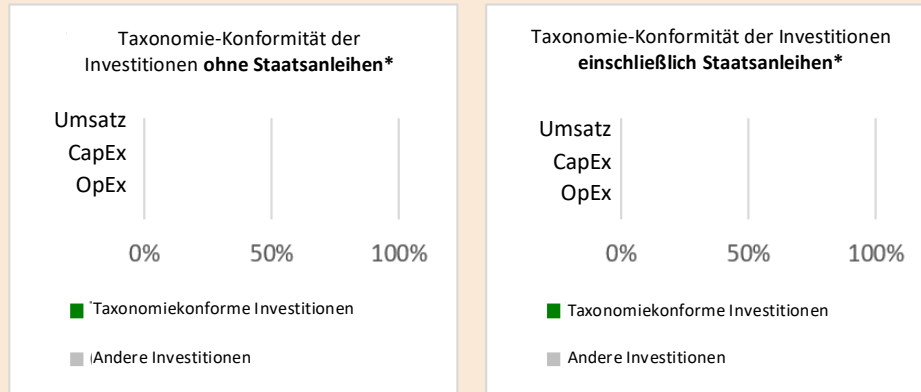 Taxonomie-Konformität der
Investitionen ohne Staatsanleihen*
Umsatz
CapEx
OpEx
0% 50% 100%
Taxonomiekonforme Investitionen
Andere Investitionen
Taxonomie-Konformität der Investitionen
einschließlich Staatsanleihen*
Umsatz
CapEx
OpEx
0% 50% 100%
Taxonomiekonforme Investitionen
Andere Investitionen